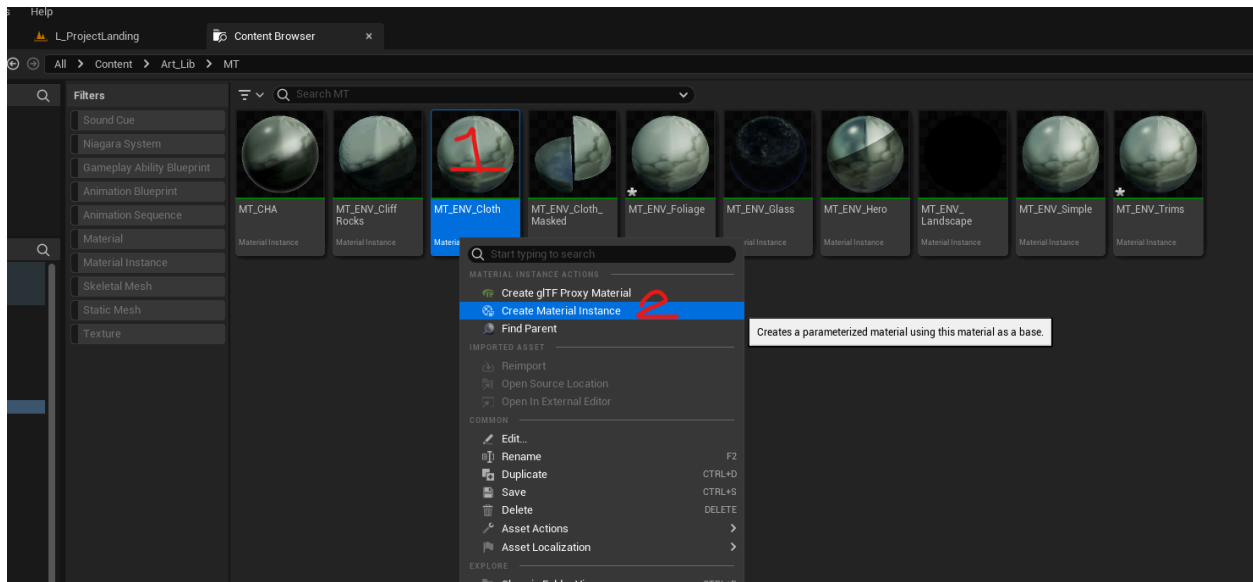 Help
L_ProjectLanding
Content Browser
All > Content > Art_Lib > MT
Filters
Search MT
Sound Cue
Niagara System
Gameplay Ability Blueprint
Animation Blueprint
Animation Sequence
Material
Material Instance
Skeletal Mesh
Static Mesh
Texture
1
MT_CHA
Material Instance
MT_ENV_Cliff
Rocks
Material Instance
MT_ENV_Cloth
MT_ENV_Cloth_
Masked
MT_ENV_Foliage
MT_ENV_Glass
Instance
MT_ENV_Hero
Material Instance
MT_ENV_
Landscape
Material Instance
MT_ENV_Simple
Material Instance
MT_ENV_Trims
Material Instance
Start typing to search
MATERIAL INSTANCE ACTIONS
Create glTF Proxy Material
Create Material Instance
2
Find Parent
Creates a parameterized material using this material as a base.
IMPORTED ASSET
Reimport
Open Source Location
Open In External Editor
COMMON
Edit...
Rename F2
Duplicate CTRL+D
Save CTRL+S
Delete DELETE
Asset Actions
Asset Localization
EXPLORE